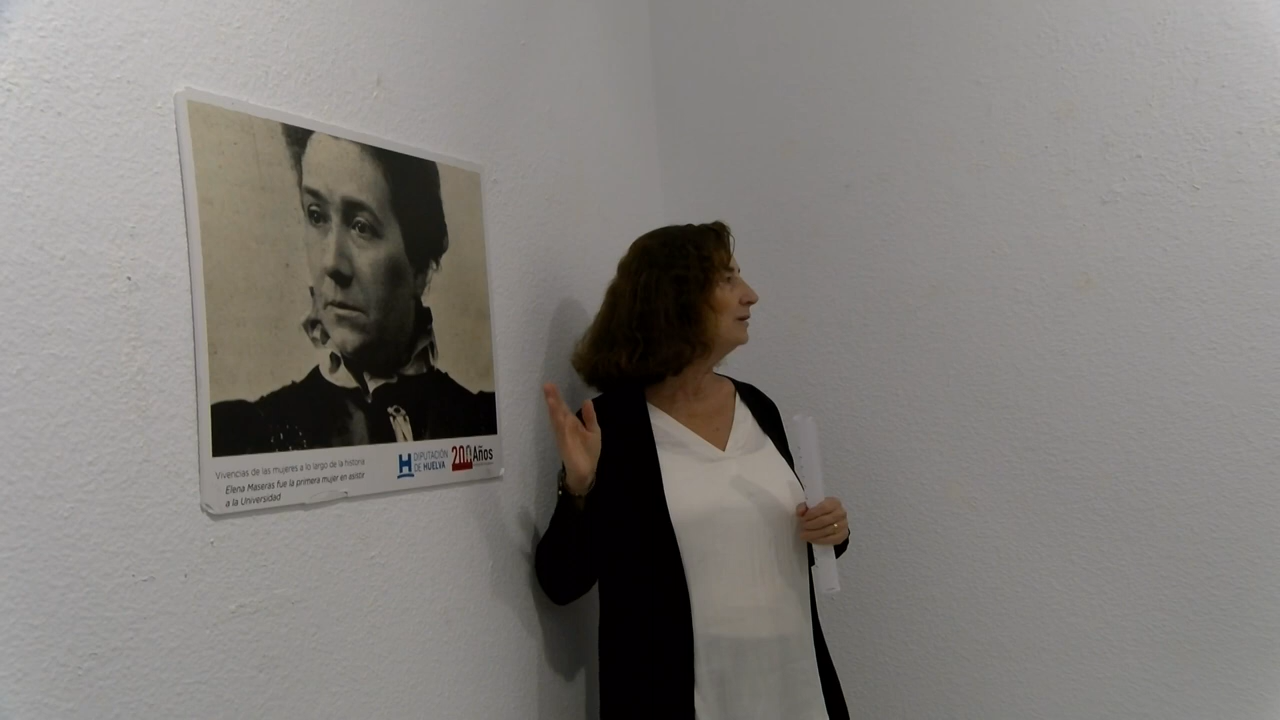 Vivencias de las mujeres a lo largo de la historia
Elena Maseras fue la primera mujer en asistir
a la Universidad
H DIPUTACIÓN
DE HUELVA
200 Años